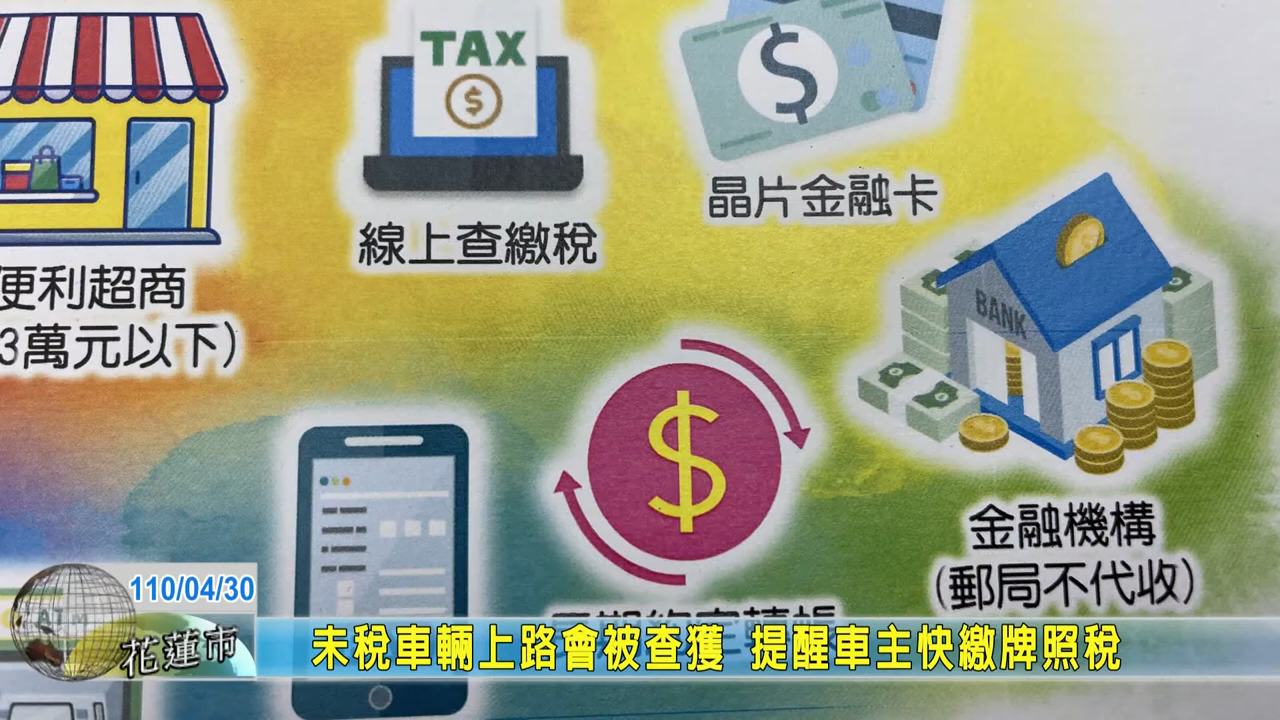 TAX
$
$
晶片金融卡
線上查繳稅
便利超商
3萬元以下)
BANK
$
金融機構
(郵局不代收)
110/04/30
ATM
花蓮市
未稅車輛上路會被查獲 提醒車主快繳牌照稅